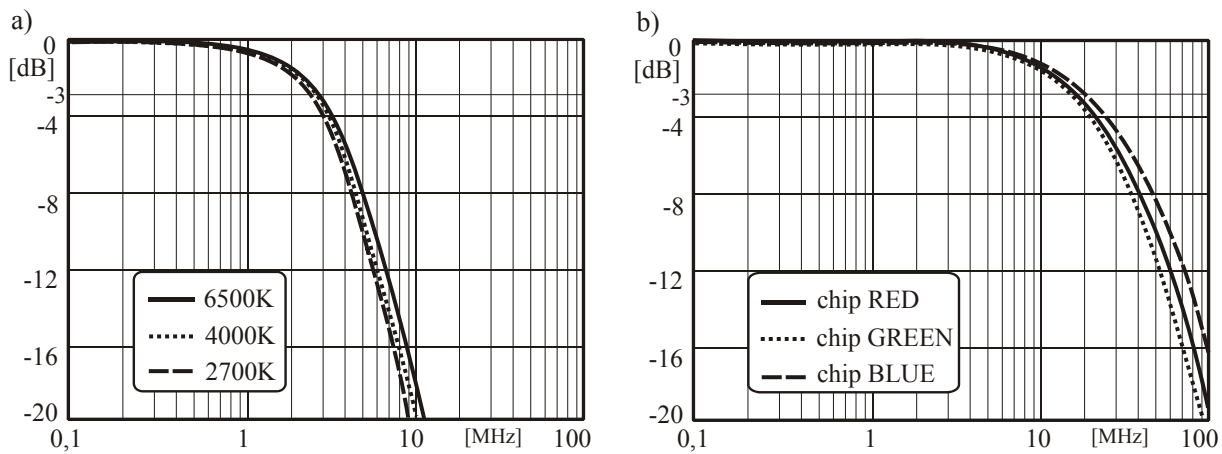 a)
0
[dB]
-3
-4
-8
-12
-16
-20
6500K
4000K
2700K
0,1
1
10
[MHz]
100
b)
0
[dB]
-3
-4
-8
-12
-16
-20
chip RED
chip GREEN
chip BLUE
0,1
1
10
[MHz]
100